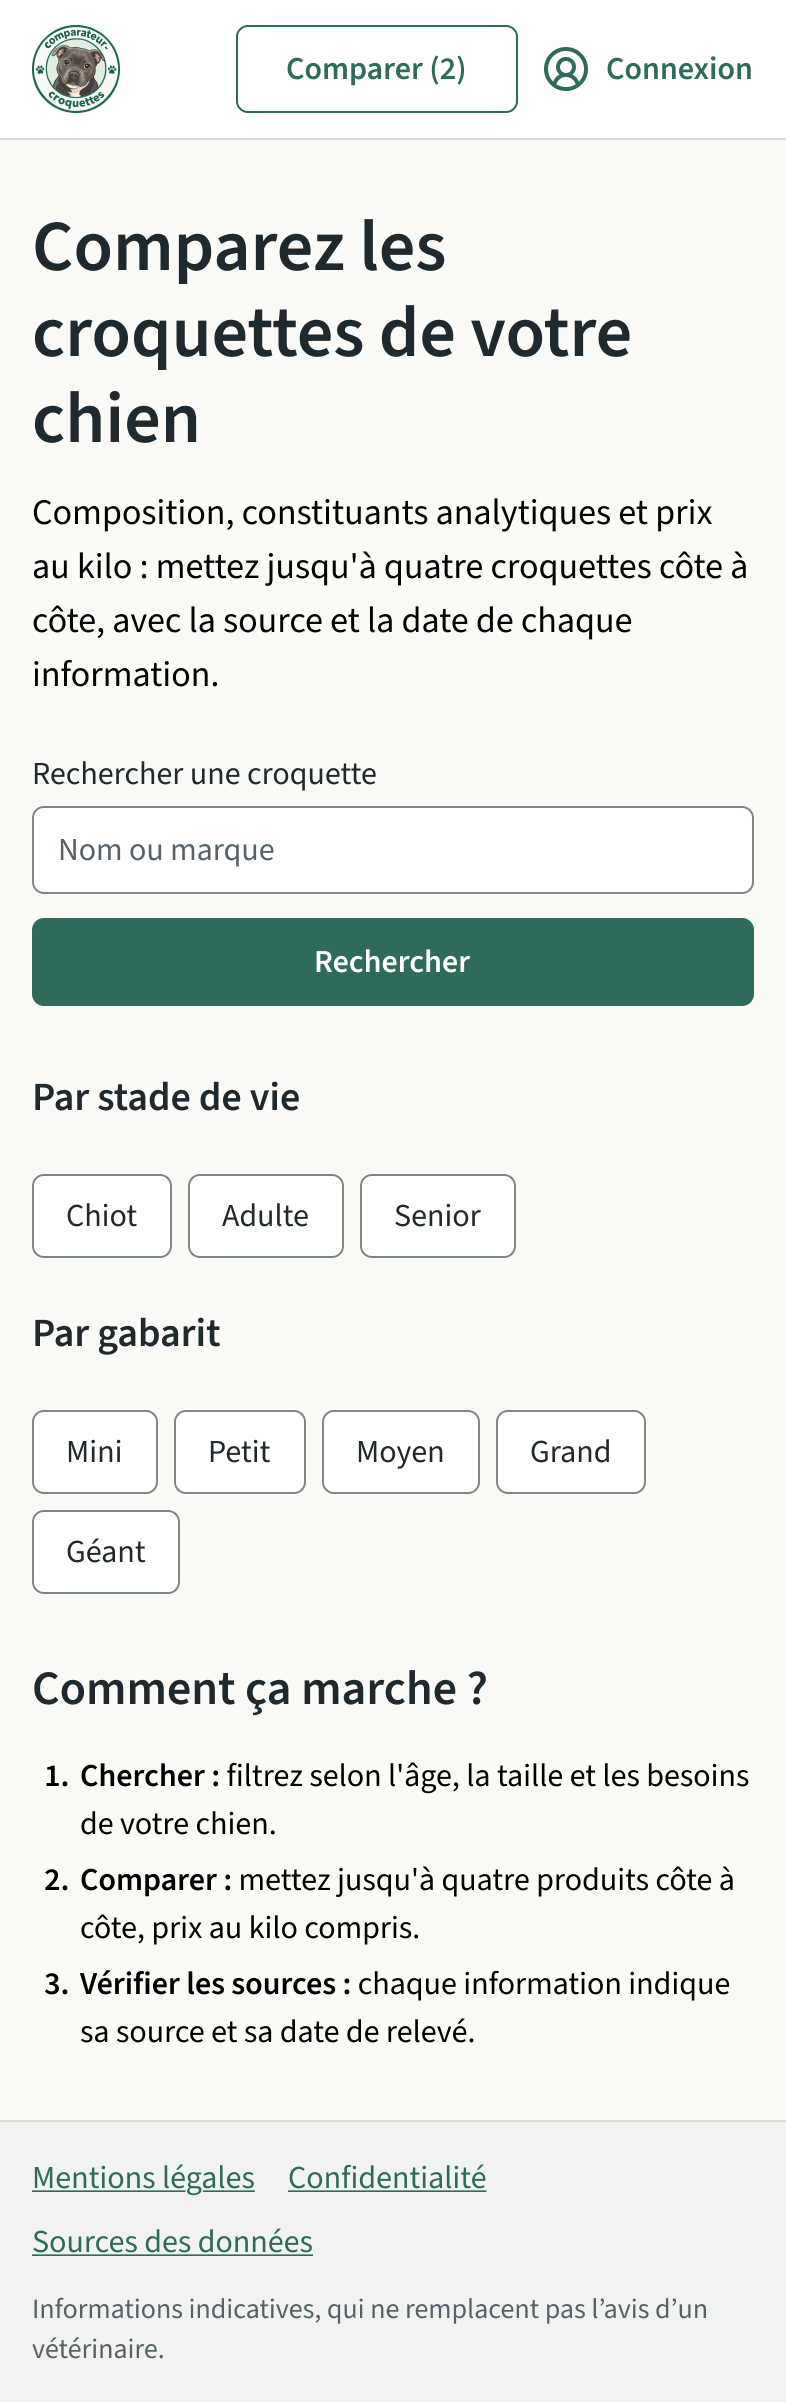 comparateur-
croquettes
Comparer (2)
Connexion
Comparez les
croquettes de votre
chien
Composition, constituants analytiques et prix
au kilo : mettez jusqu'à quatre croquettes côte à
côte, avec la source et la date de chaque
information.
Rechercher une croquette
Nom ou marque
Rechercher
Par stade de vie
Chiot
Adulte
Senior
Par gabarit
Mini
Petit
Moyen
Grand
Géant
Comment ça marche ?
1. Chercher : filtrez selon l'âge, la taille et les besoins
de votre chien.
2. Comparer : mettez jusqu'à quatre produits côte à
côte, prix au kilo compris.
3. Vérifier les sources : chaque information indique
sa source et sa date de relevé.
Mentions légales
Confidentialité
Sources des données
Informations indicatives, qui ne remplacent pas l’avis d’un
vétérinaire.